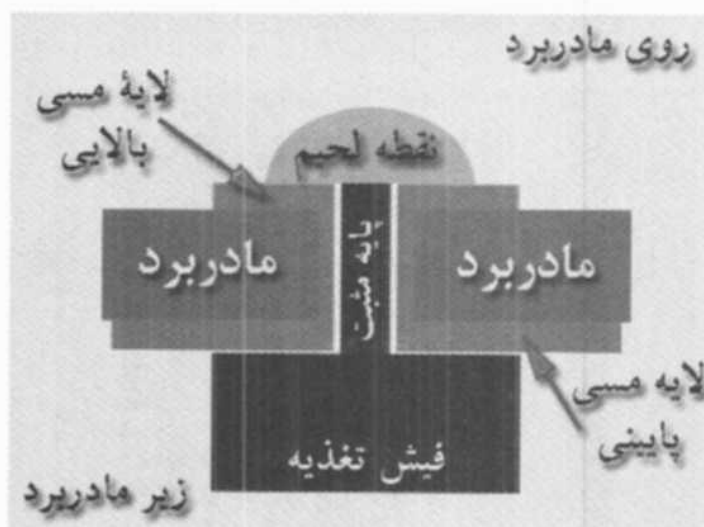 روی مادربرد
لایهٔ مسی
بالایی
نقطه لحیم
مادربرد
پایه مثبت
مادربرد
لایه مسی
پایینی
فیش تغذیه
زیر مادربرد